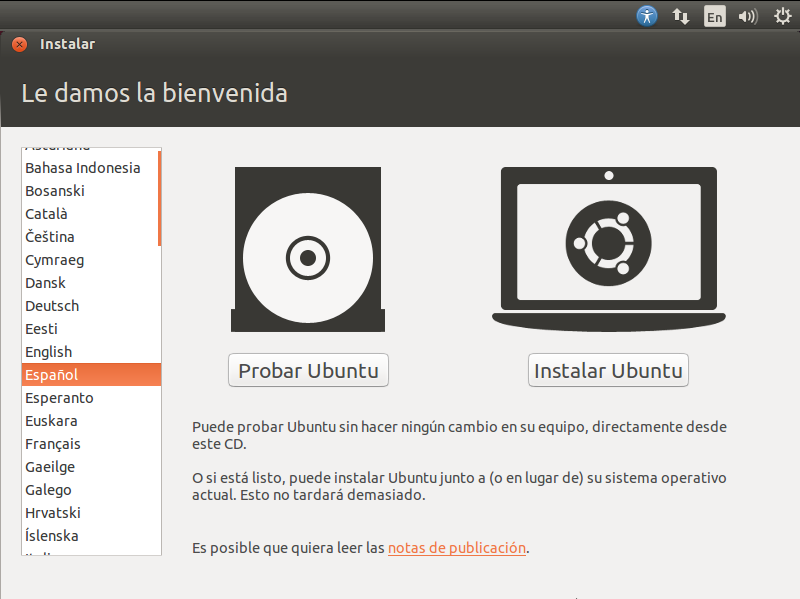 En
Instalar
Le damos la bienvenida
Asturianu
Bahasa Indonesia
Bosanski
Català
Čeština
Cymraeg
Dansk
Deutsch
Eesti
English
Español
Esperanto
Euskara
Français
Gaeilge
Galego
Hrvatski
Íslenska
Probar Ubuntu
Instalar Ubuntu
Puede probar Ubuntu sin hacer ningún cambio en su equipo, directamente desde
este CD.
O si está listo, puede instalar Ubuntu junto a (o en lugar de) su sistema operativo
actual. Esto no tardará demasiado.
Es posible que quiera leer las notas de publicación.